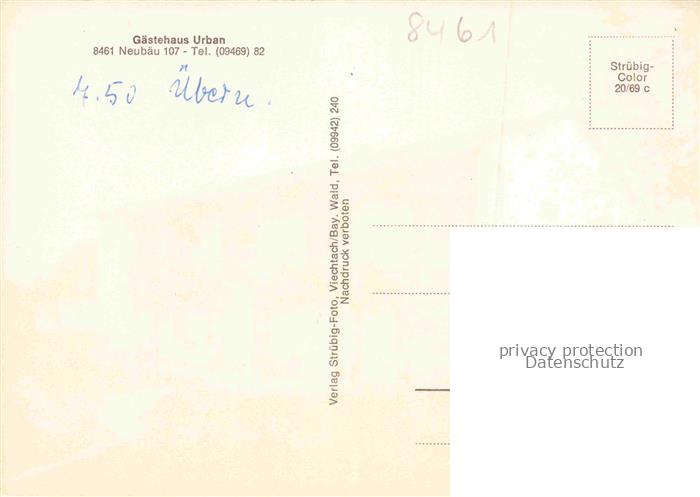 Gästehaus Urban
8461 Neubäu 107 - Tel. (09469) 82
7.50 Übern.
8461
Strübig-
Color
20/69 c
Verlag Strübig-Foto, Viechtach/Bay. Wald, Tel. (09942) 240
Nachdruck verboten
privacy protection
Datenschutz